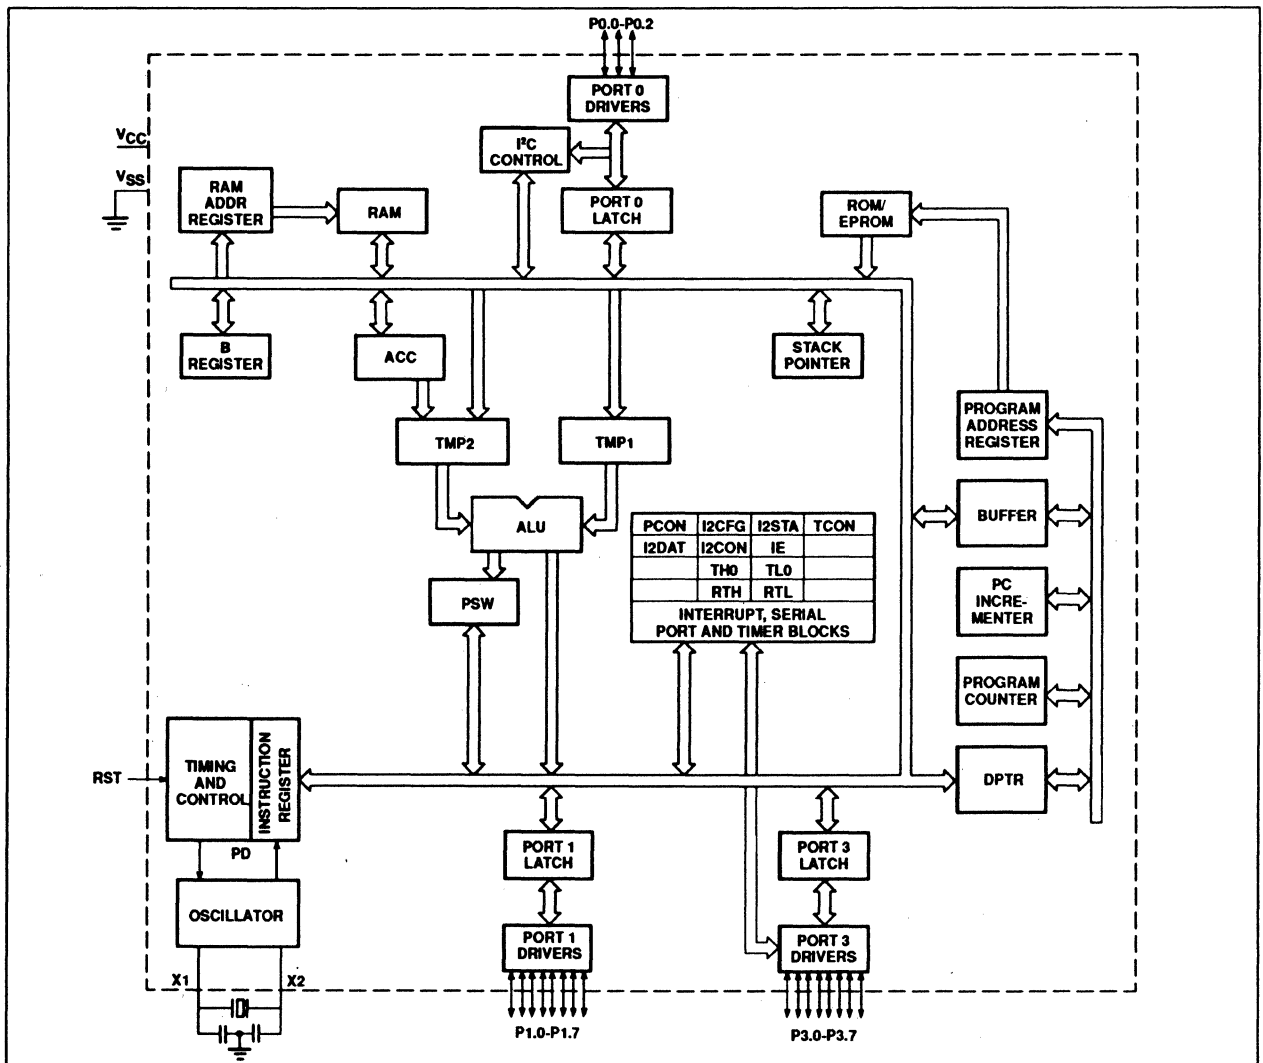 P0.0-P0.2
PORT 0
DRIVERS
VCC
I²C
CONTROL
VSS
RAM
ADDR
REGISTER
RAM
PORT 0
LATCH
ROM/
EPROM
B
REGISTER
ACC
STACK
POINTER
PROGRAM
ADDRESS
REGISTER
TMP2
TMP1
ALU
BUFFER
PCON I2CFG I2STA TCON
I2DAT I2CON IE
TH0 TL0
RTH RTL
INTERRUPT, SERIAL
PORT AND TIMER BLOCKS
PSW
PC
INCRE-
MENTER
PROGRAM
COUNTER
RST
TIMING
AND
CONTROL
INSTRUCTION
REGISTER
DPTR
PD
PORT 1
LATCH
PORT 3
LATCH
OSCILLATOR
PORT 1
DRIVERS
PORT 3
DRIVERS
X1 X2
P1.0-P1.7
P3.0-P3.7